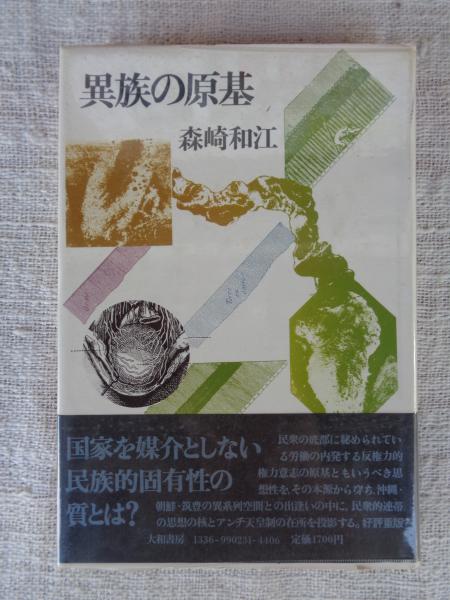 異族の原基
森崎和江
国家を媒介としない
民族的固有性の
質とは?
民衆の底部に秘められてい
る労働の内発する反権力的
権力意志の原基ともいうべき思
想性を、その本源から穿ち、沖縄・
朝鮮・筑豊の異系列空間との出逢いの中に、民衆的連帯
の思想の核とアンチ天皇制の在所を投影する。好評重版
大和書房 1336-990231-4406 定価1700円